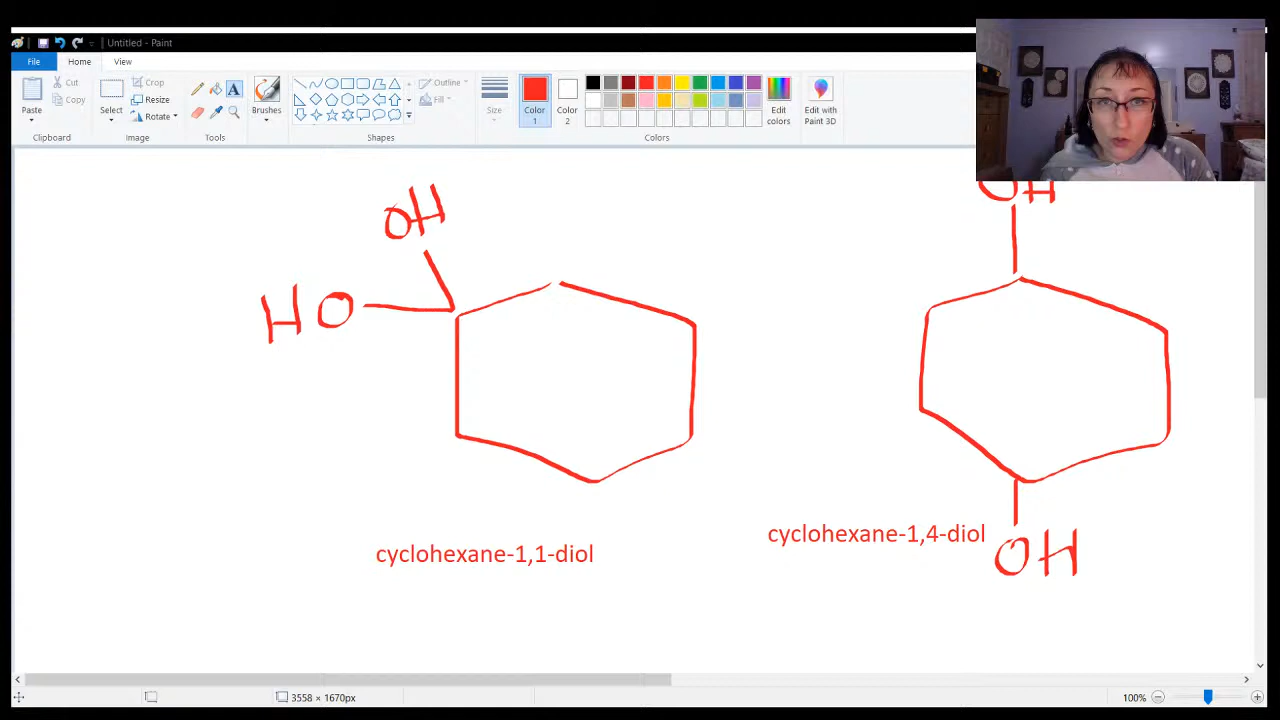 Untitled - Paint
File Home View
Paste
Cut
Copy
Clipboard
Select
Crop
Resize
Rotate
Image
Tools
Brushes
Shapes
Outline
Fill
Size
Color 1
Color 2
Colors
Edit colors
Edit with Paint 3D
OH
HO
cyclohexane-1,1-diol
OH
cyclohexane-1,4-diol
OH
3558 × 1670px
100%